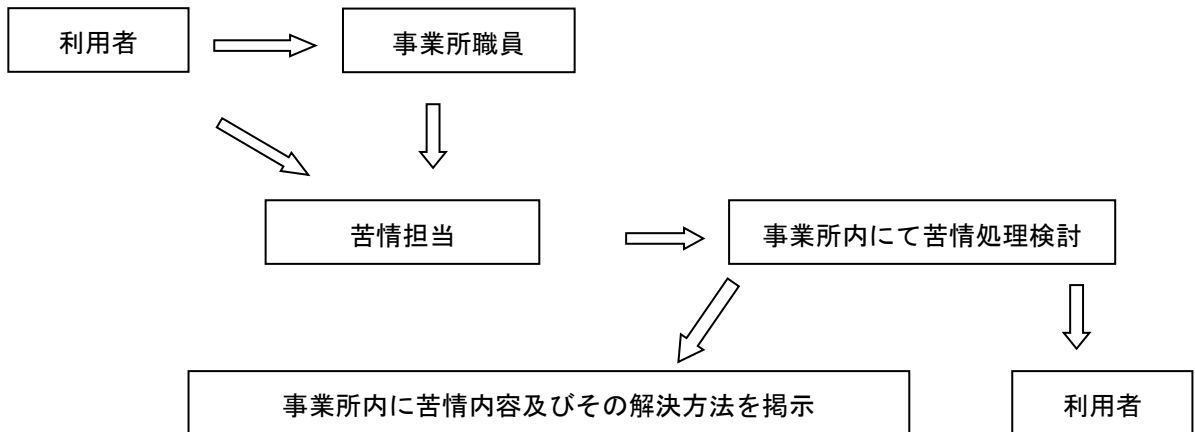 利用者
事業所職員
苦情担当
事業所内にて苦情処理検討
事業所内に苦情内容及びその解決方法を掲示
利用者